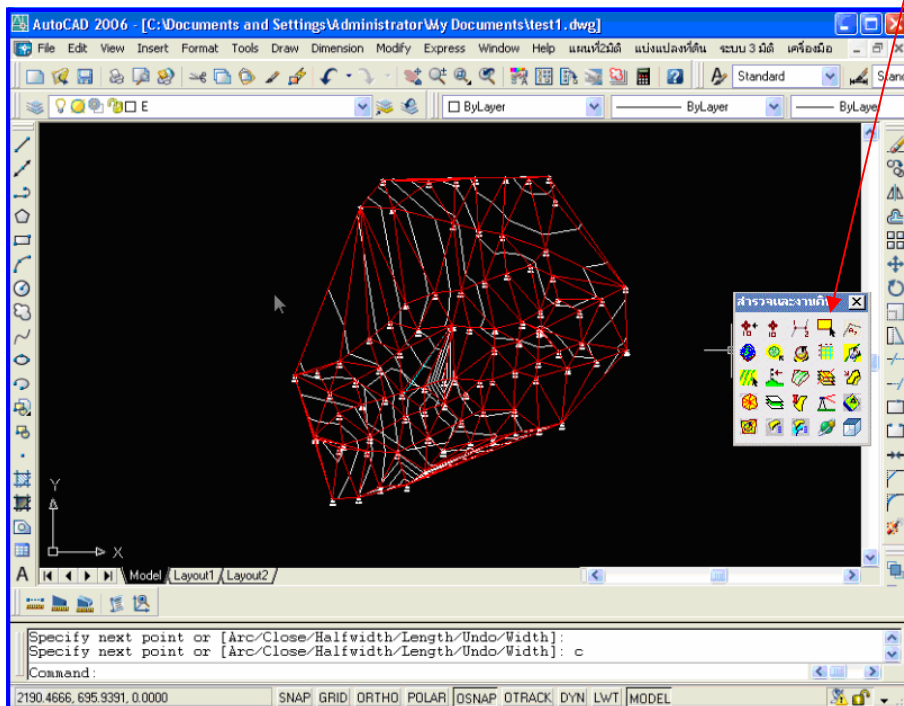 AutoCAD 2006 - [C:\Documents and Settings\Administrator\My Documents\test1.dwg]
File Edit View Insert Format Tools Draw Dimension Modify Express Window Help แผนที่2มิติ แบ่งแปลงที่ดิน ระบบ 3 มิติ เครื่องมือ
Standard Stand
E ByLayer ByLayer ByLayer
สำรวจและงานดิน
Y
X
Model Layout1 Layout2
Specify next point or [Arc/Close/Halfwidth/Length/Undo/Width]:
Specify next point or [Arc/Close/Halfwidth/Length/Undo/Width]: c
Command:
2190.4666, 695.9391, 0.0000 SNAP GRID ORTHO POLAR OSNAP OTRACK DYN LWT MODEL